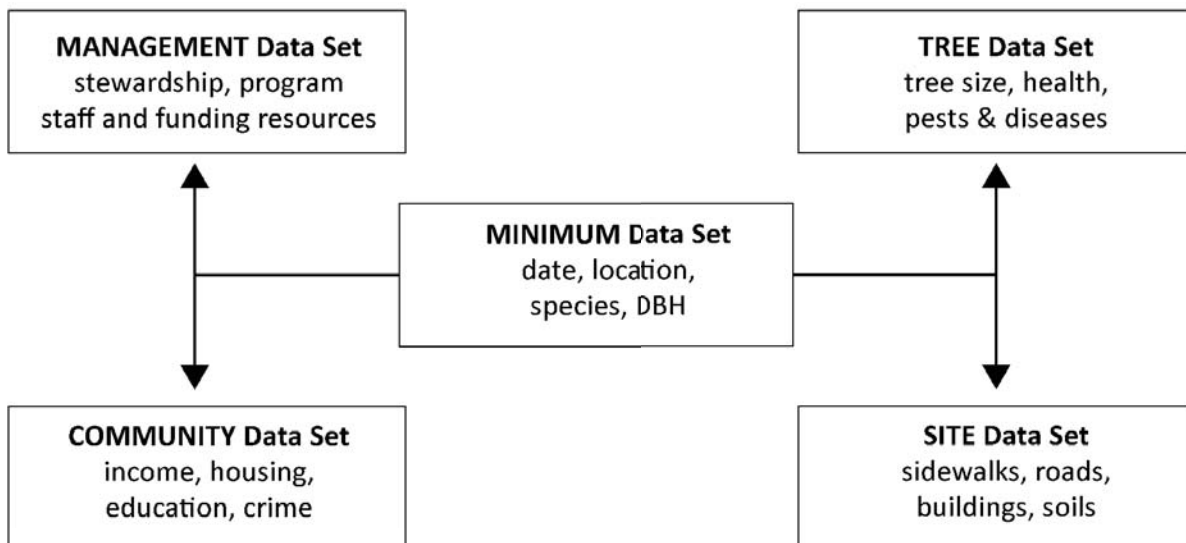 MANAGEMENT Data Set
stewardship, program
staff and funding resources
TREE Data Set
tree size, health,
pests & diseases
MINIMUM Data Set
date, location,
species, DBH
COMMUNITY Data Set
income, housing,
education, crime
SITE Data Set
sidewalks, roads,
buildings, soils